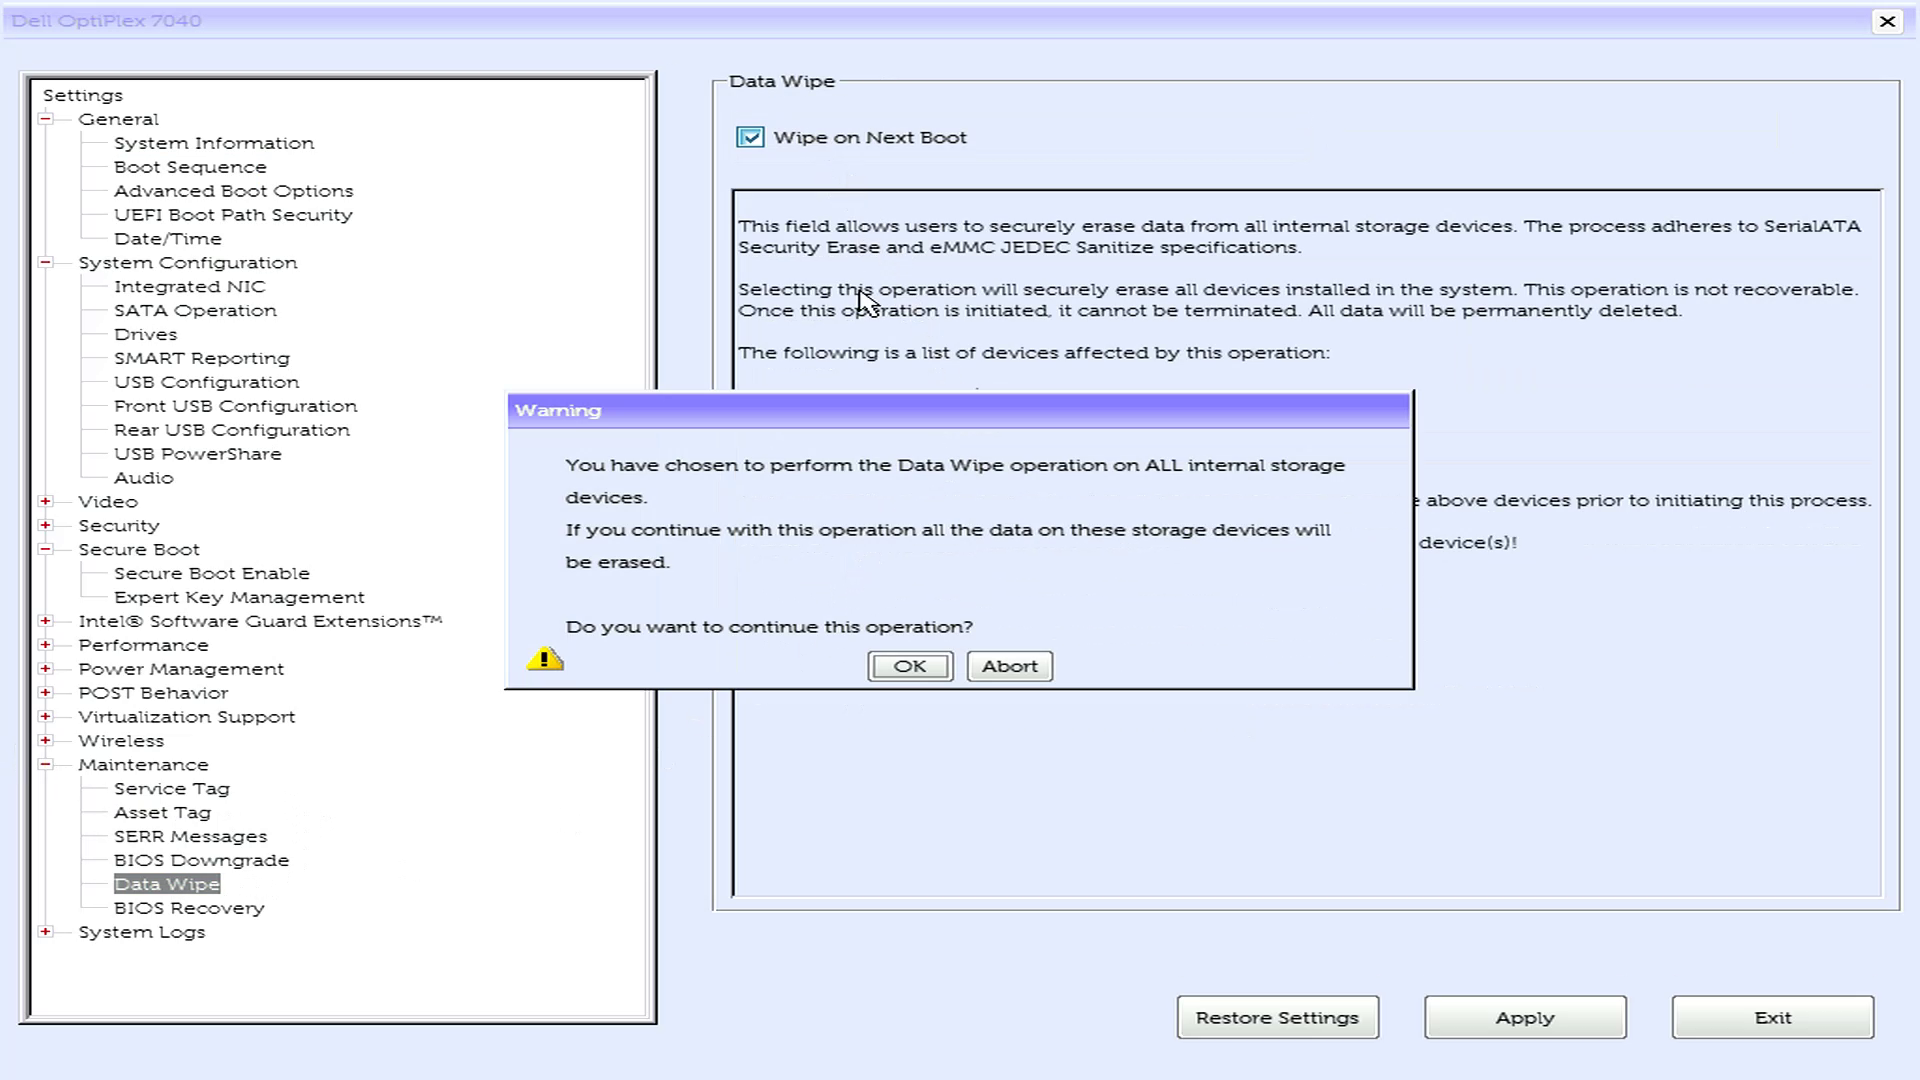 Dell OptiPlex 7040
Settings
General
System Information
Boot Sequence
Advanced Boot Options
UEFI Boot Path Security
Date/Time
System Configuration
Integrated NIC
SATA Operation
Drives
SMART Reporting
USB Configuration
Front USB Configuration
Rear USB Configuration
USB PowerShare
Audio
Video
Security
Secure Boot
Secure Boot Enable
Expert Key Management
Intel® Software Guard Extensions™
Performance
Power Management
POST Behavior
Virtualization Support
Wireless
Maintenance
Service Tag
Asset Tag
SERR Messages
BIOS Downgrade
Data Wipe
BIOS Recovery
System Logs
Data Wipe
Wipe on Next Boot
This field allows users to securely erase data from all internal storage devices. The process adheres to SerialATA
Security Erase and eMMC JEDEC Sanitize specifications.
Selecting this operation will securely erase all devices installed in the system. This operation is not recoverable.
Once this operation is initiated, it cannot be terminated. All data will be permanently deleted.
The following is a list of devices affected by this operation:
above devices prior to initiating this process.
device(s)!
Warning
You have chosen to perform the Data Wipe operation on ALL internal storage
devices.
If you continue with this operation all the data on these storage devices will
be erased.
Do you want to continue this operation?
OK
Abort
Restore Settings
Apply
Exit